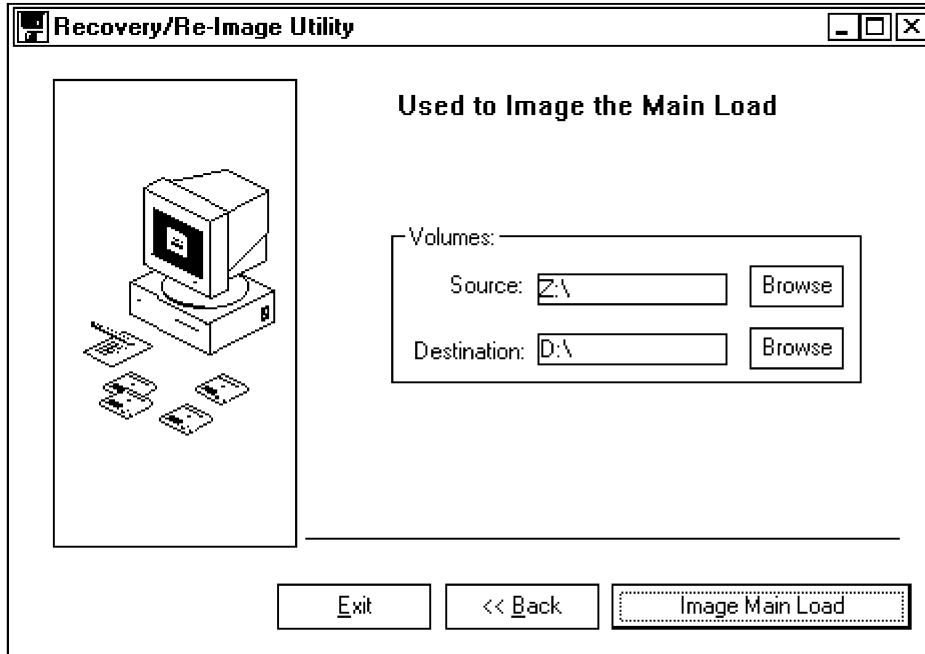 Recovery/Re-Image Utility
Used to Image the Main Load
Volumes:
Source: Z:\ Browse
Destination: D:\ Browse
Exit << Back Image Main Load